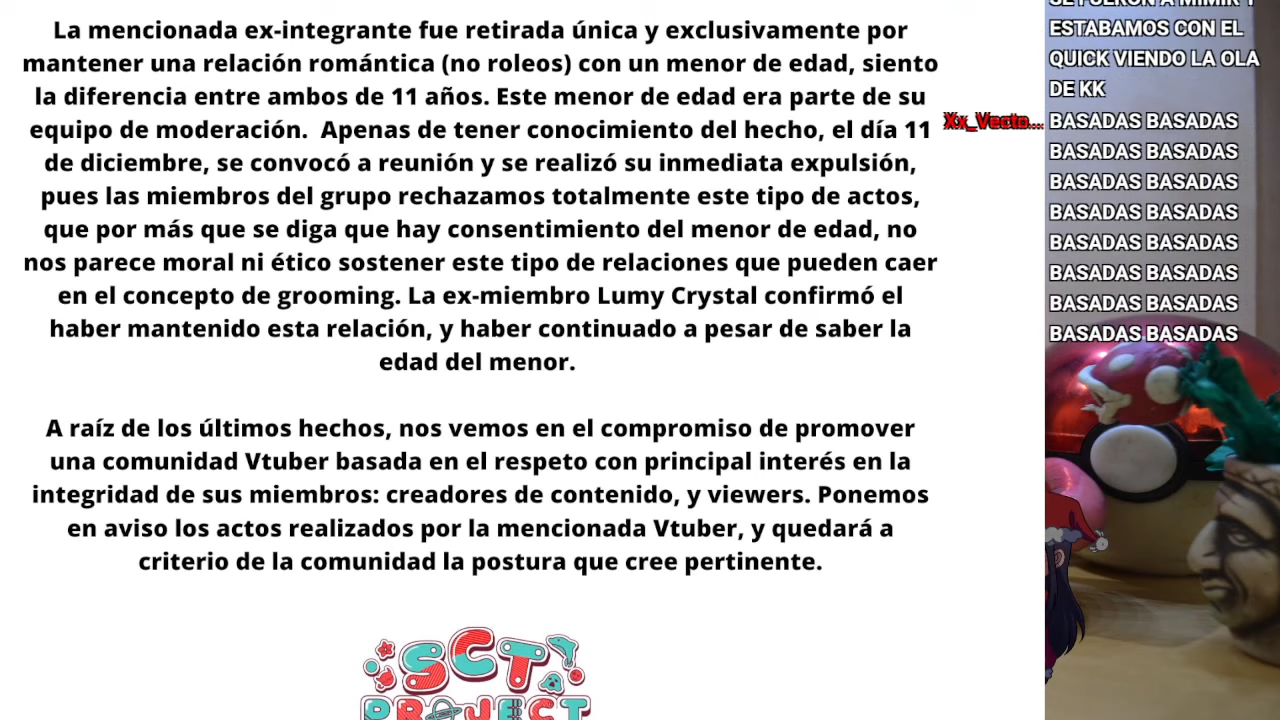 La mencionada ex-integrante fue retirada única y exclusivamente por
mantener una relación romántica (no roleos) con un menor de edad, siento
la diferencia entre ambos de 11 años. Este menor de edad era parte de su
equipo de moderación. Apenas de tener conocimiento del hecho, el día 11
de diciembre, se convocó a reunión y se realizó su inmediata expulsión,
pues las miembros del grupo rechazamos totalmente este tipo de actos,
que por más que se diga que hay consentimiento del menor de edad, no
nos parece moral ni ético sostener este tipo de relaciones que pueden caer
en el concepto de grooming. La ex-miembro Lumy Crystal confirmó el
haber mantenido esta relación, y haber continuado a pesar de saber la
edad del menor.
A raíz de los últimos hechos, nos vemos en el compromiso de promover
una comunidad Vtuber basada en el respeto con principal interés en la
integridad de sus miembros: creadores de contenido, y viewers. Ponemos
en aviso los actos realizados por la mencionada Vtuber, y quedará a
criterio de la comunidad la postura que cree pertinente.
SCT
PROJECT
SE FUERON A MIMIR Y
ESTABAMOS CON EL
QUICK VIENDO LA OLA
DE KK
Xx_Vecto... BASADAS BASADAS
BASADAS BASADAS
BASADAS BASADAS
BASADAS BASADAS
BASADAS BASADAS
BASADAS BASADAS
BASADAS BASADAS
BASADAS BASADAS